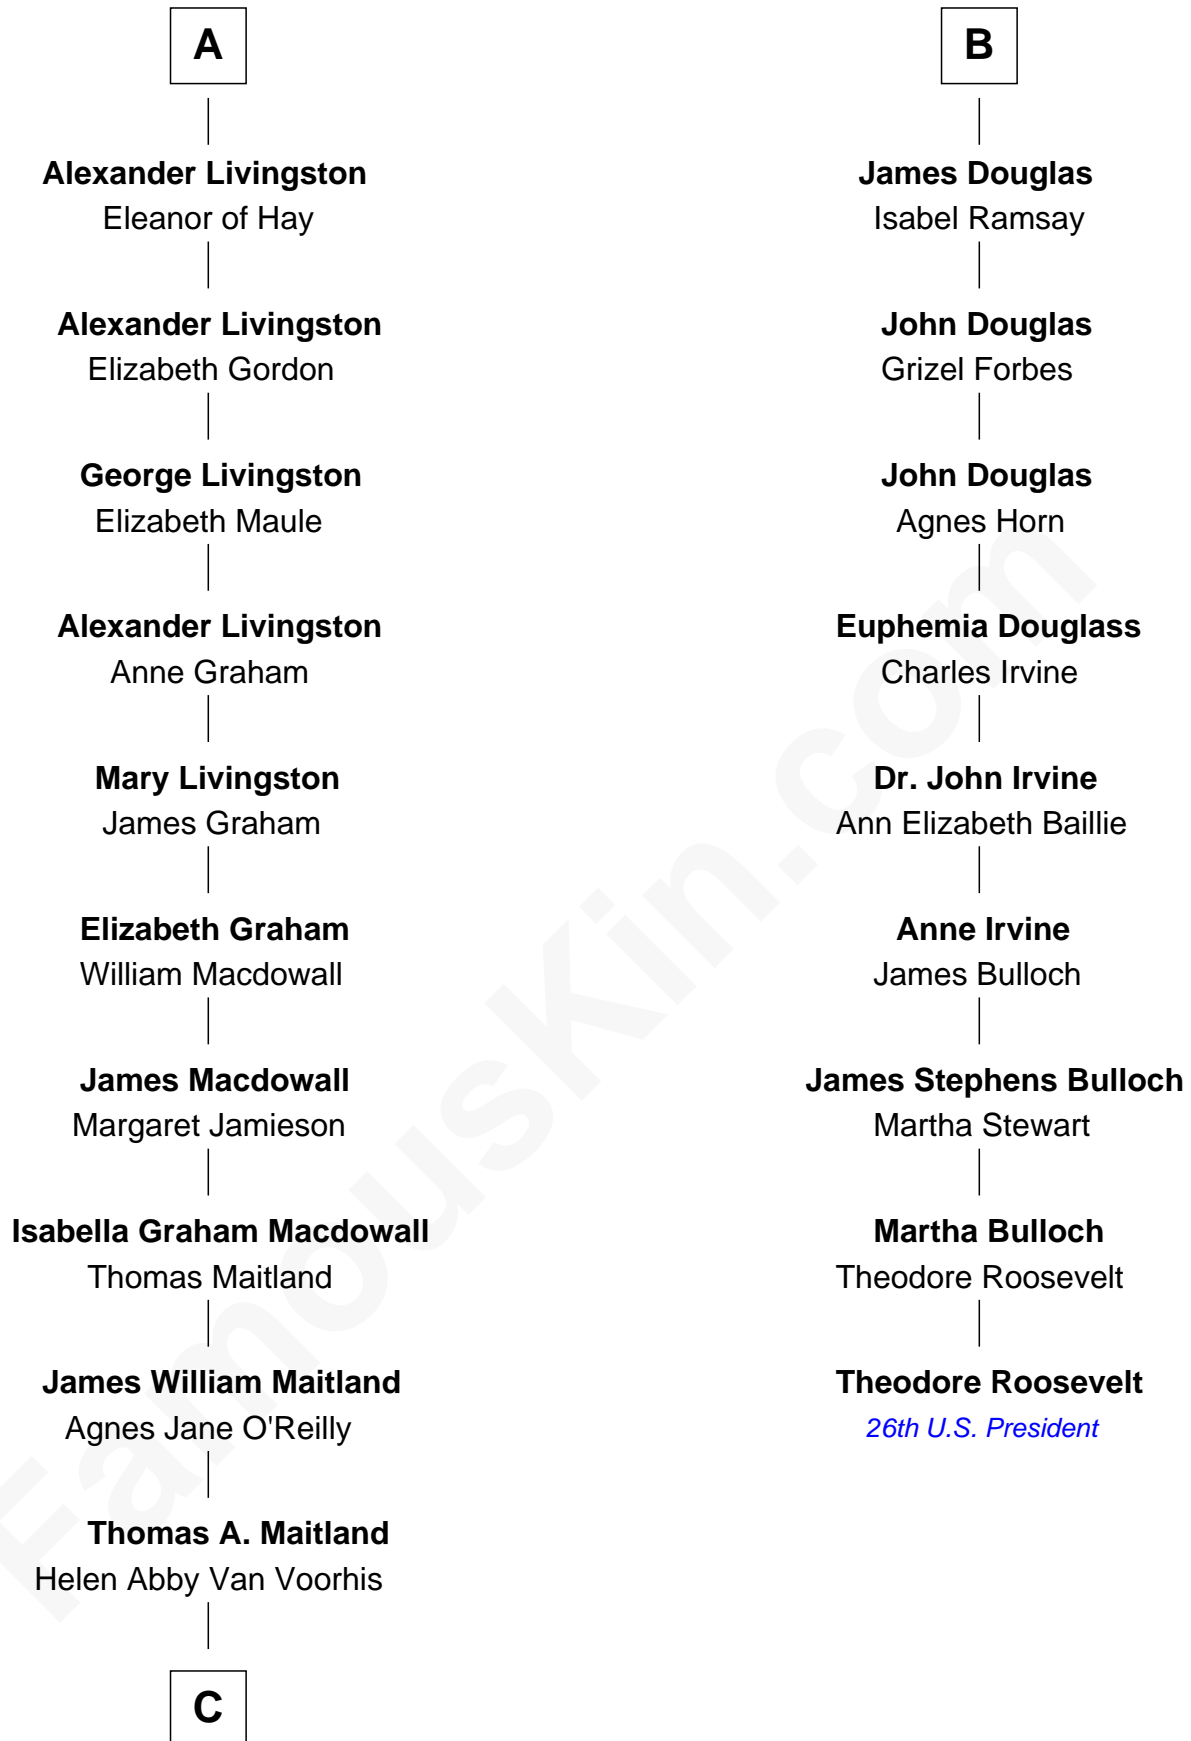 A
Alexander Livingston
Eleanor of Hay
Alexander Livingston
Elizabeth Gordon
George Livingston
Elizabeth Maule
Alexander Livingston
Anne Graham
Mary Livingston
James Graham
Elizabeth Graham
William Macdowall
James Macdowall
Margaret Jamieson
Isabella Graham Macdowall
Thomas Maitland
James William Maitland
Agnes Jane O'Reilly
Thomas A. Maitland
Helen Abby Van Voorhis
C
B
James Douglas
Isabel Ramsay
John Douglas
Grizel Forbes
John Douglas
Agnes Horn
Euphemia Douglass
Charles Irvine
Dr. John Irvine
Ann Elizabeth Baillie
Anne Irvine
James Bulloch
James Stephens Bulloch
Martha Stewart
Martha Bulloch
Theodore Roosevelt
Theodore Roosevelt
26th U.S. President
FamousKin.com